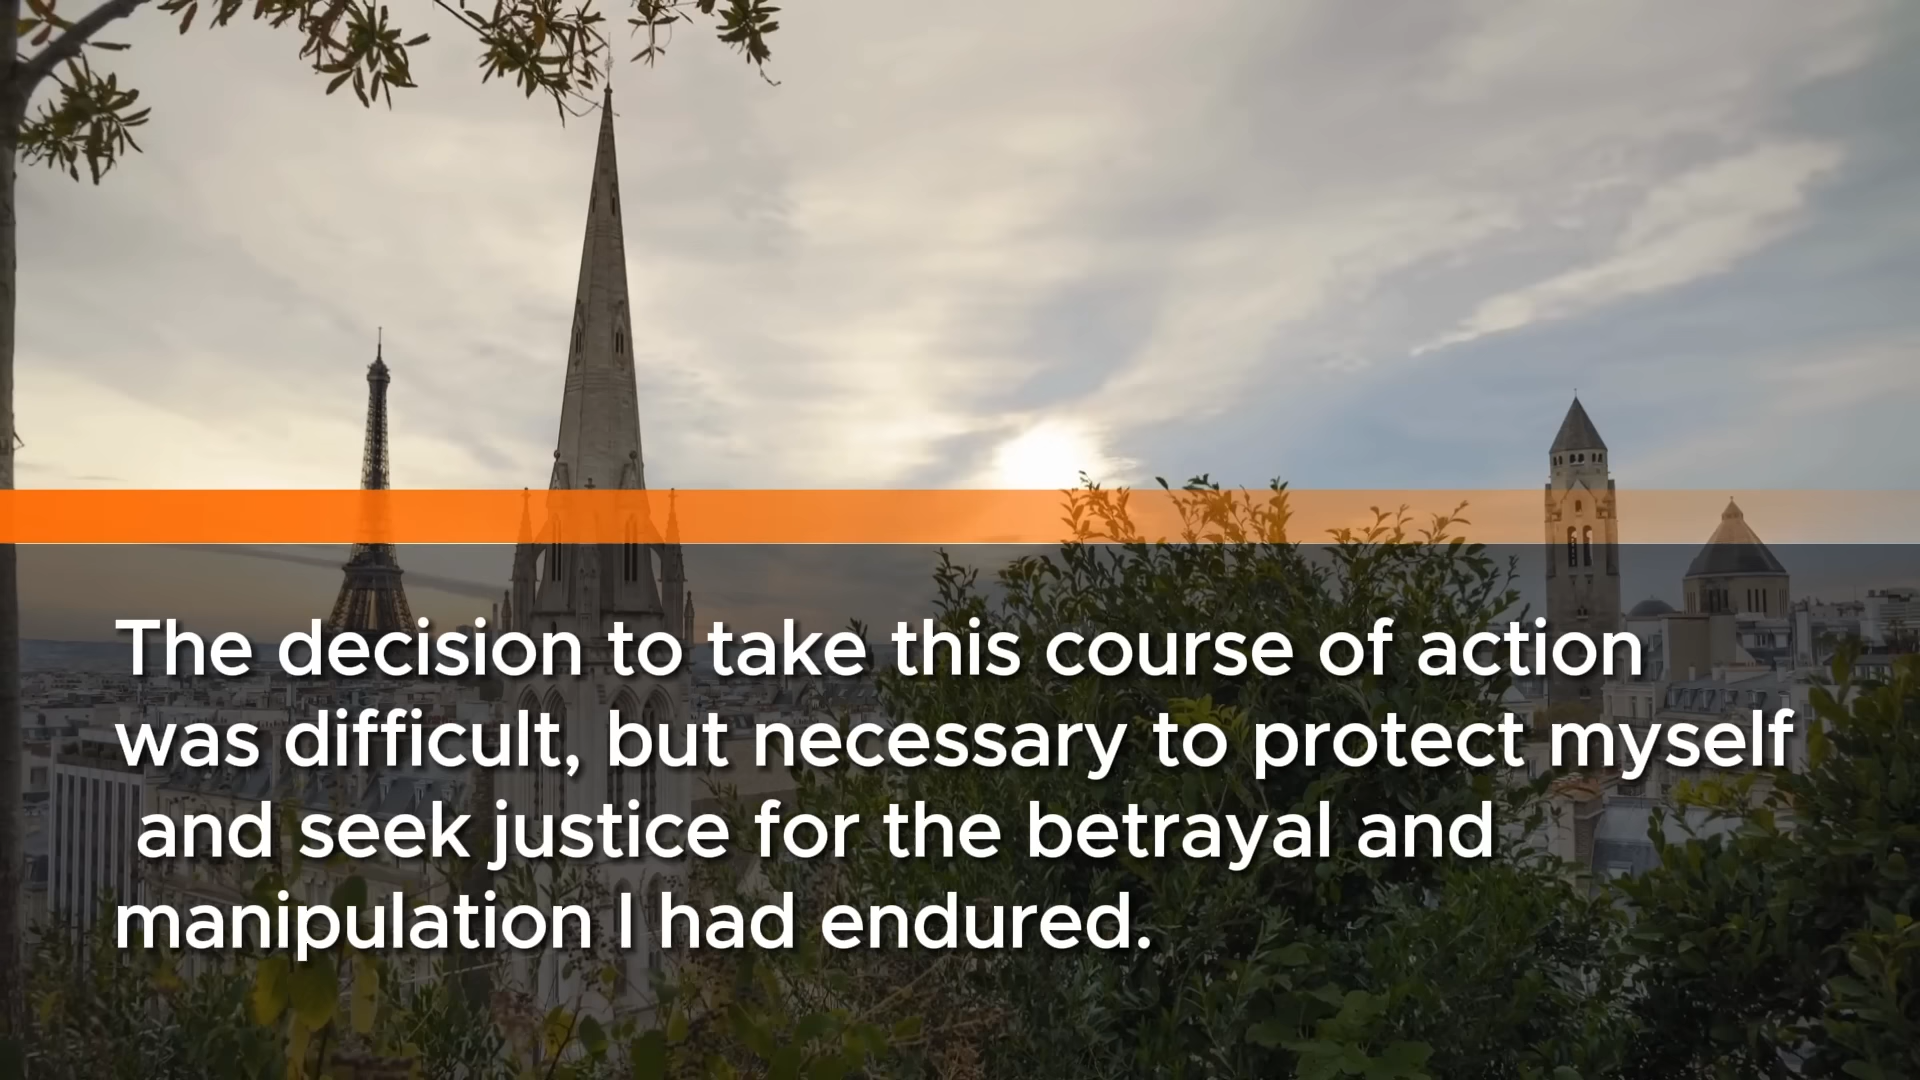 The decision to take this course of action
was difficult, but necessary to protect myself
and seek justice for the betrayal and
manipulation I had endured.